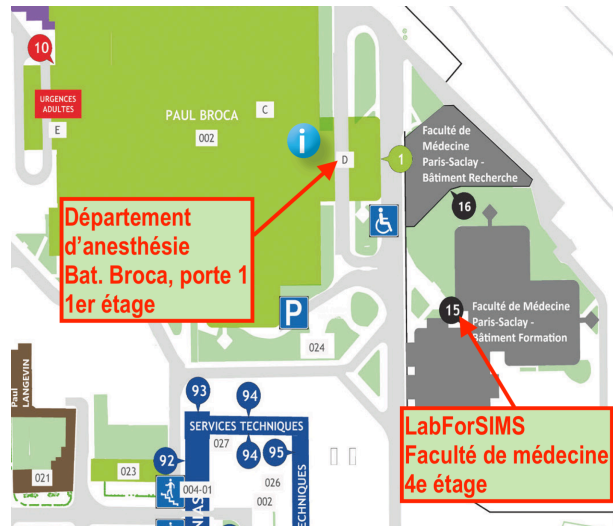 10
URGENCES
ADULTES
E
PAUL BROCA
C
002
i
D
1
Faculté de
Médecine
Paris-Saclay -
Bâtiment Recherche
16
Département
d'anesthésie
Bat. Broca, porte 1
1er étage
P
024
15
Faculté de Médecine
Paris-Saclay -
Bâtiment Formation
LabForSIMS
Faculté de médecine
4e étage
Paul
LANGEVIN
021
023
93
94
SERVICES TECHNIQUES
027
92
94
95
004-01
026
002